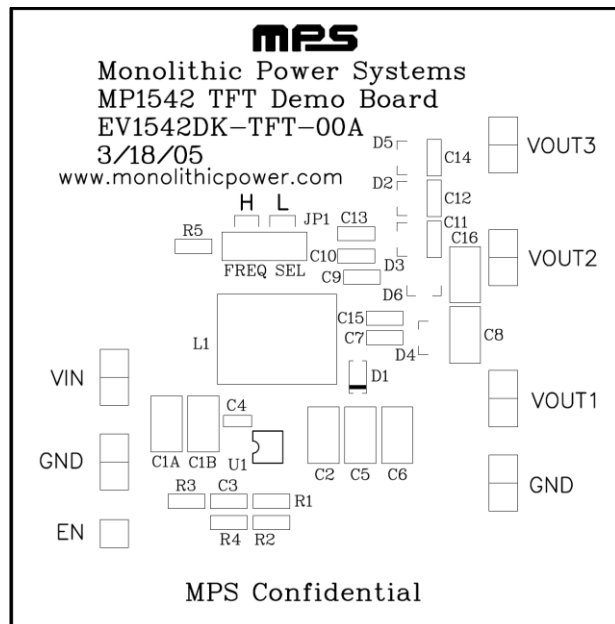 MPS
Monolithic Power Systems
MP1542 TFT Demo Board
EV1542DK-TFT-00A
3/18/05
www.monolithicpower.com
D5
C14
VOUT3
D2
C12
H L
JP1
C13
C11
R5
C16
C10
D3
VOUT2
FREQ SEL
C9
D6
C15
L1
C7
C8
D4
VIN
D1
VOUT1
C4
C1A
C1B
U1
C2
C5
C6
GND
GND
R3
C3
R1
EN
R4
R2
MPS Confidential